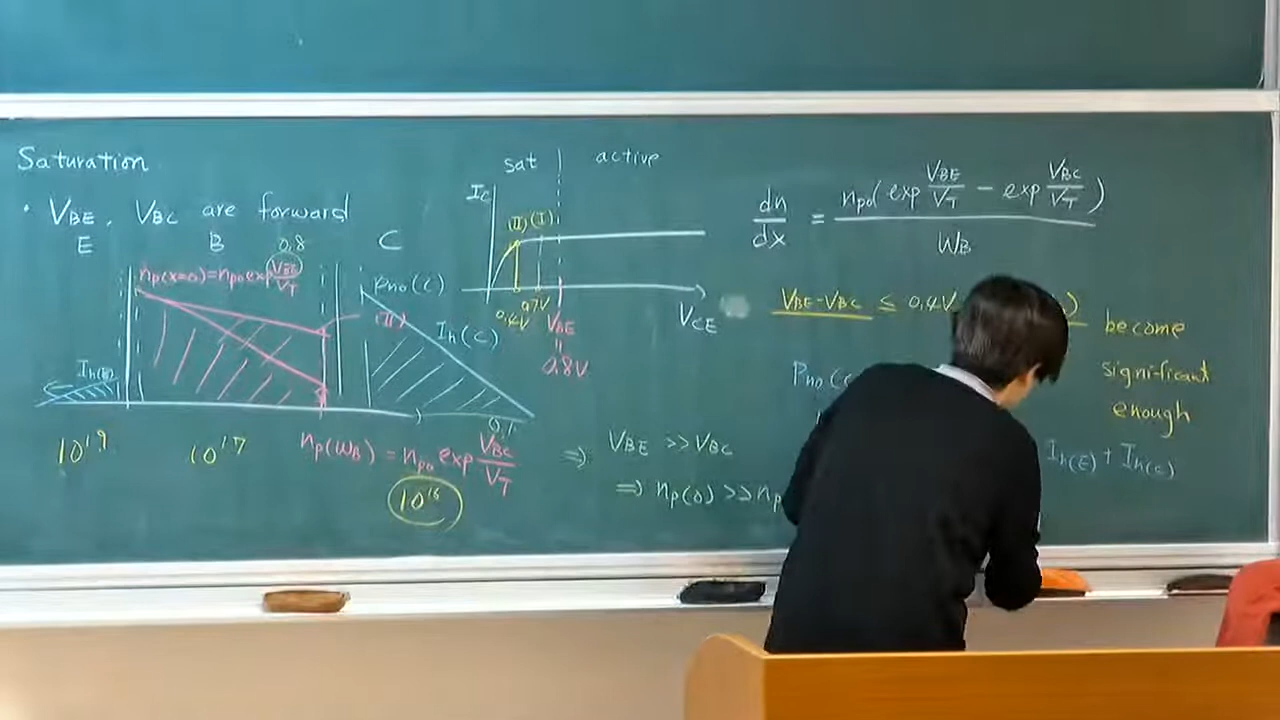 Saturation
· VBE, VBC are forward
E B 0.8 C
np(x=0)=npo exp VBE/VT
pno(C)
(II)
Ih(C)
Ih(E)
10^19 10^17
np(WB) = npo exp VBC/VT
0.1
sat active
IC
(II) (I)
0.4V 0.7V
VBE
=
0.8V
VCE
⇒ VBE >> VBC
⇒ np(0) >> np
dn/dx = npo(exp VBE/VT − exp VBC/VT) / WB
VBE-VBC ≤ 0.4V )
become
significant
enough
Pno(c
Ih(E) + Ih(C)